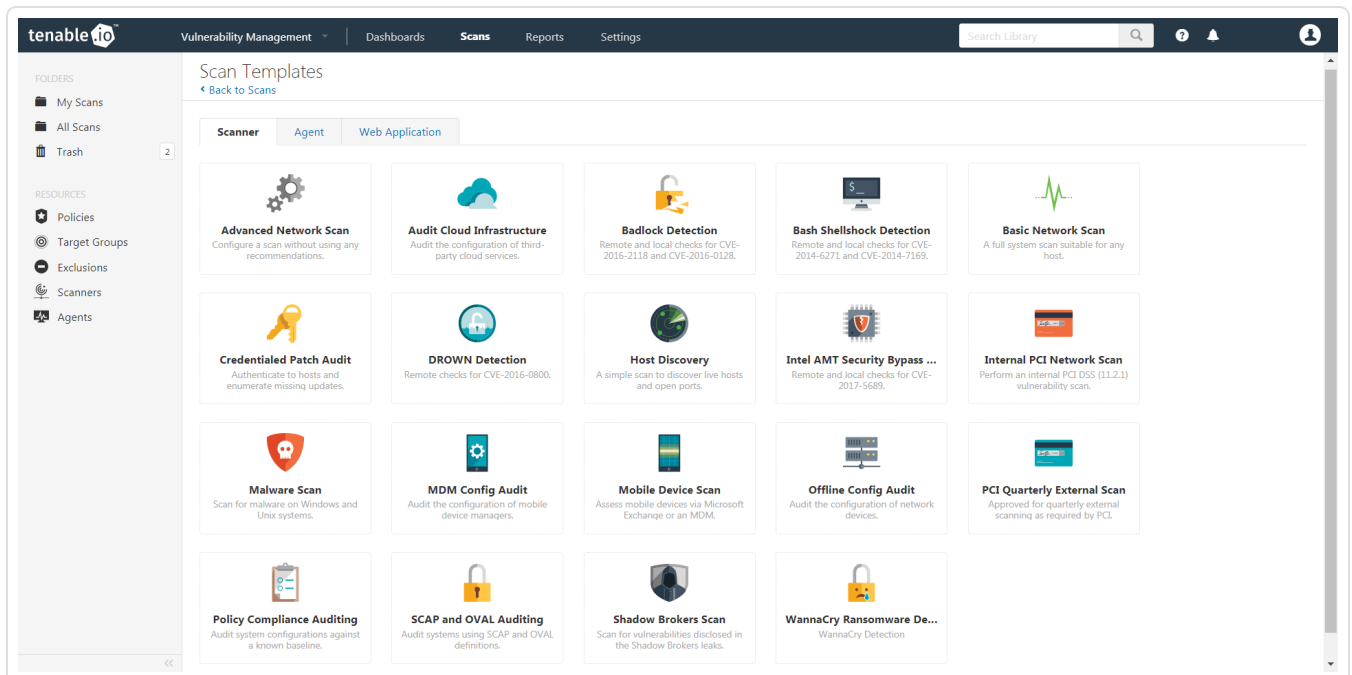 tenable.io™
Vulnerability Management
Dashboards
Scans
Reports
Settings
Search Library
FOLDERS
My Scans
All Scans
Trash
2
RESOURCES
Policies
Target Groups
Exclusions
Scanners
Agents
Scan Templates
Back to Scans
Scanner
Agent
Web Application
Advanced Network Scan
Configure a scan without using any
recommendations.
Audit Cloud Infrastructure
Audit the configuration of third-
party cloud services.
Badlock Detection
Remote and local checks for CVE-
2016-2118 and CVE-2016-0128.
$_
Bash Shellshock Detection
Remote and local checks for CVE-
2014-6271 and CVE-2014-7169.
Basic Network Scan
A full system scan suitable for any
host.
Credentialed Patch Audit
Authenticate to hosts and
enumerate missing updates.
DROWN Detection
Remote checks for CVE-2016-0800.
Host Discovery
A simple scan to discover live hosts
and open ports.
Intel AMT Security Bypass ...
Remote and local checks for CVE-
2017-5689.
Internal PCI Network Scan
Perform an internal PCI DSS (11.2.1)
vulnerability scan.
Malware Scan
Scan for malware on Windows and
Unix systems.
MDM Config Audit
Audit the configuration of mobile
device managers.
Mobile Device Scan
Assess mobile devices via Microsoft
Exchange or an MDM.
Offline Config Audit
Audit the configuration of network
devices.
PCI Quarterly External Scan
Approved for quarterly external
scanning as required by PCI.
Policy Compliance Auditing
Audit system configurations against
a known baseline.
SCAP and OVAL Auditing
Audit systems using SCAP and OVAL
definitions.
Shadow Brokers Scan
Scan for vulnerabilities disclosed in
the Shadow Brokers leaks.
WannaCry Ransomware De...
WannaCry Detection